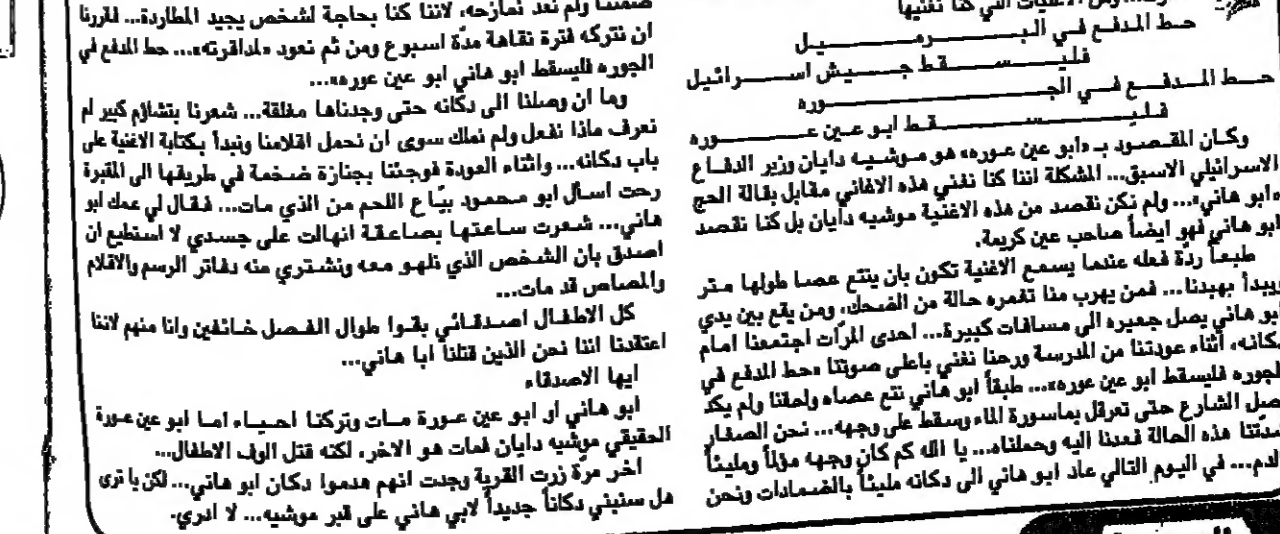 حط المدفع في البرميل
فليسقط جيش اسرائيل
حط المدفع في الجوره
فليسقط ابو عين عوره
وكان المقصود بـ «ابو عين عوره» هو موشيه دايان وزير الدفاع
الاسرائيلي الاسبق... المشكلة اننا كنا نغني هذه الاغاني مقابل بقالة الحج
«ابو هاني»... ولم نكن نقصد من هذه الاغنية موشيه دايان بل كنا نقصد
ابو هاني فهو ايضاً صاحب عين كريمة.
طبعاً ردّة فعله عندما يسمع الاغنية تكون بان ينتع عصا طولها متر
ويبدأ بهبدنا... فمن يهرب منا تغمره حالة من الضحك، ومن يقع بين يدي
ابو هاني يصل جعيره الى مسافات كبيرة... احدى المرّات اجتمعنا امام
دكانه، أثناء عودتنا من المدرسة ورحنا نغني باعلى صوتنا «حط المدفع في
الجوره فليسقط ابو عين عوره»... طبقاً ابو هاني نتع عصاه ولحقنا ولم يكد
يصل الشارع حتى تعرقل بماسورة الماء وسقط على وجهه... نحن الصغار
هذه الحالة فعدنا اليه وحملناه... يا الله كم كان وجهه مؤلماً ومليئاً
الدم... في اليوم التالي عاد ابو هاني الى دكانه مليئاً بالضمادات ونحن
صمتنا ولم نعد نمازحه، لاننا كنا بحاجة لشخص يجيد المطاردة... فقررنا
ان نتركه فترة نقاهة مدّة اسبوع ومن ثم نعود «لمداقرته»... حط المدفع في
الجوره فليسقط ابو هاني ابو عين عوره»...
وما ان وصلنا الى دكّانه حتى وجدناها مغلقة... شعرنا بتشاؤم كبير لم
نعرف ماذا نفعل ولم نملك سوى ان نحمل اقلامنا ونبدأ بكتابة الاغنية على
باب دكانه... واثناء العودة فوجئنا بجنازة ضخمة في طريقها الى المقبرة
رحت اسأل ابو محمود بيّاع اللحم من الذي مات... فقال لي عمك ابو
هاني... شعرت ساعتها بصاعقة انهالت على جسدي لا استطيع ان
اصدق بان الشخص الذي نلهو معه ونشتري منه دفاتر الرسم والاقلام
والمصاص قد مات...
كل الاطفال اصدقائي بقوا طوال الفصل خائفين وانا منهم لاننا
اعتقدنا اننا نحن الذين قتلنا ابا هاني...
ايها الاصدقاء
ابو هاني او ابو عين عورة مات وتركنا احياء اما ابو عين عورة
الحقيقي موشيه دايان فمات هو الاخر، لكنه قتل الوف الاطفال...
اخر مرّة زرت القرية وجدت انهم هدموا دكان ابو هاني... لكن يا ترى
هل سنبني دكاناً جديداً لابي هاني على قبر موشيه... لا ادري.